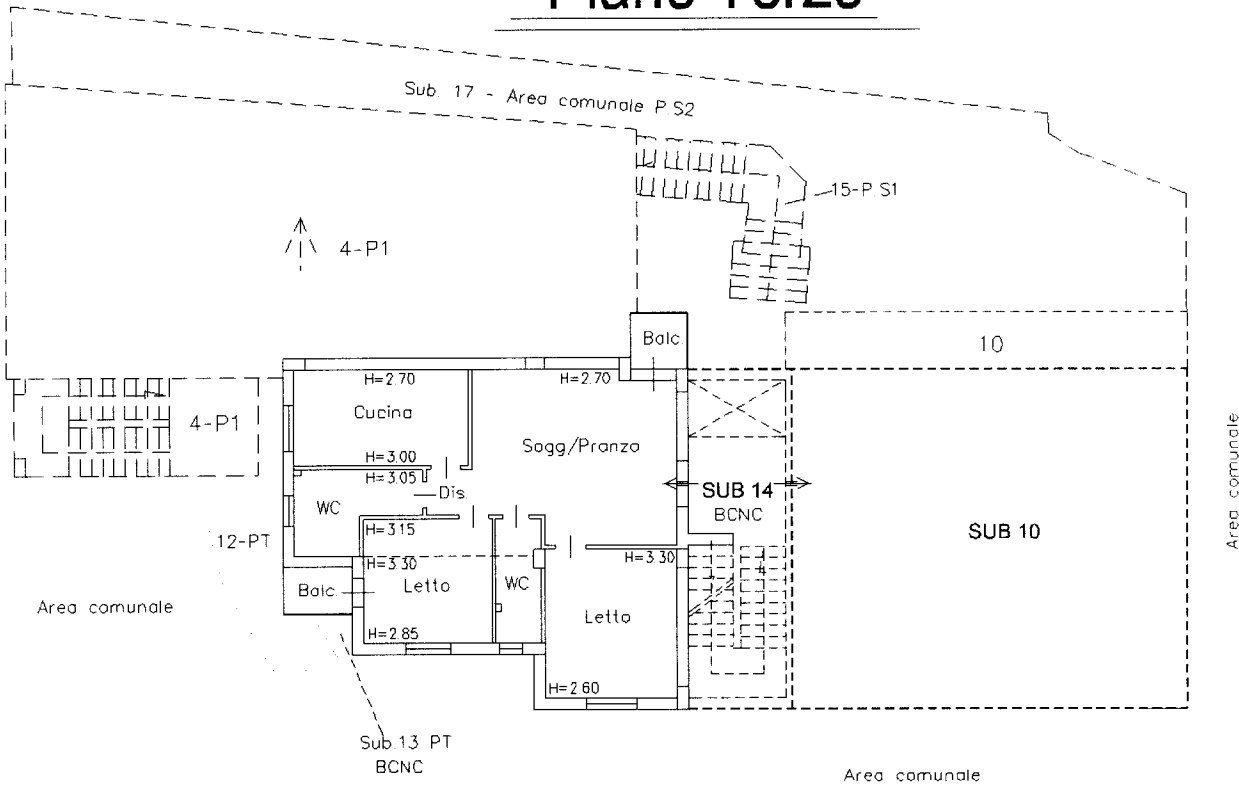 Piano Terzo
Sub. 17 - Area comunale P.S2
15-P.S1
4-P1
Balc.
10
H=2.70
H=2.70
Cucina
4-P1
Sogg/Pranzo
H=3.00
H=3.05
Dis.
WC
SUB 14
BCNC
SUB 10
Area comunale
H=3.15
12-PT
H=3.30
H=3.30
Balc.
Letto
WC
Letto
Area comunale
H=2.85
H=2.60
Sub.13 PT
BCNC
Area comunale